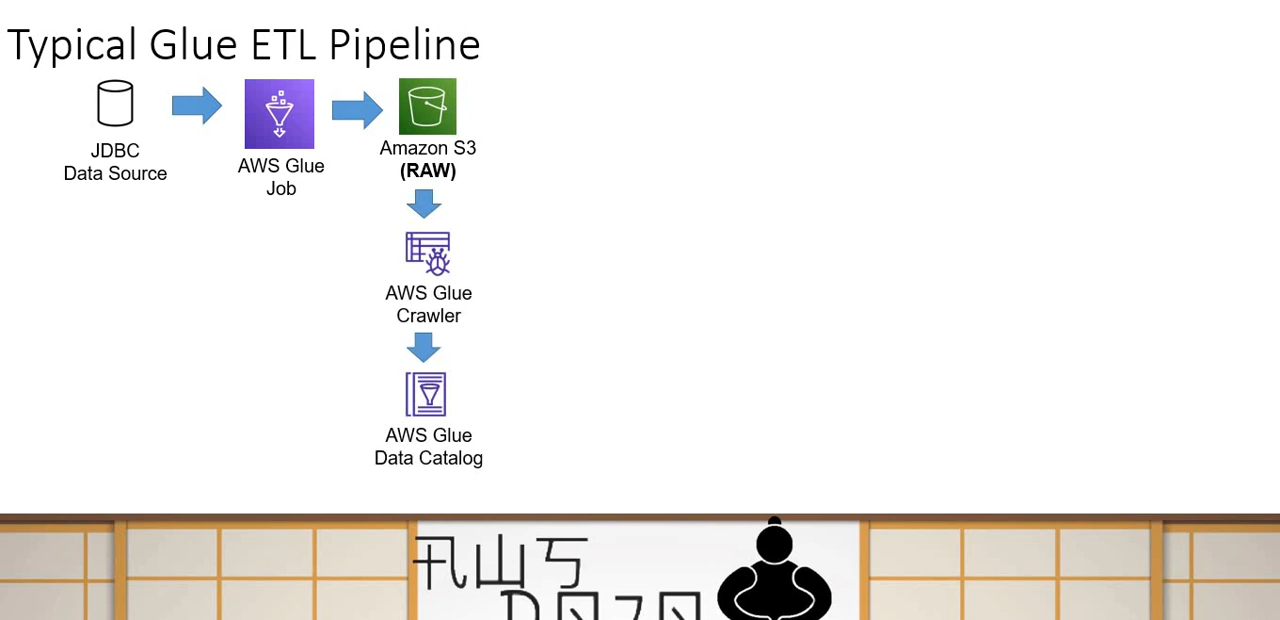 Typical Glue ETL Pipeline
JDBC
Data Source
AWS Glue
Job
Amazon S3
(RAW)
AWS Glue
Crawler
AWS Glue
Data Catalog